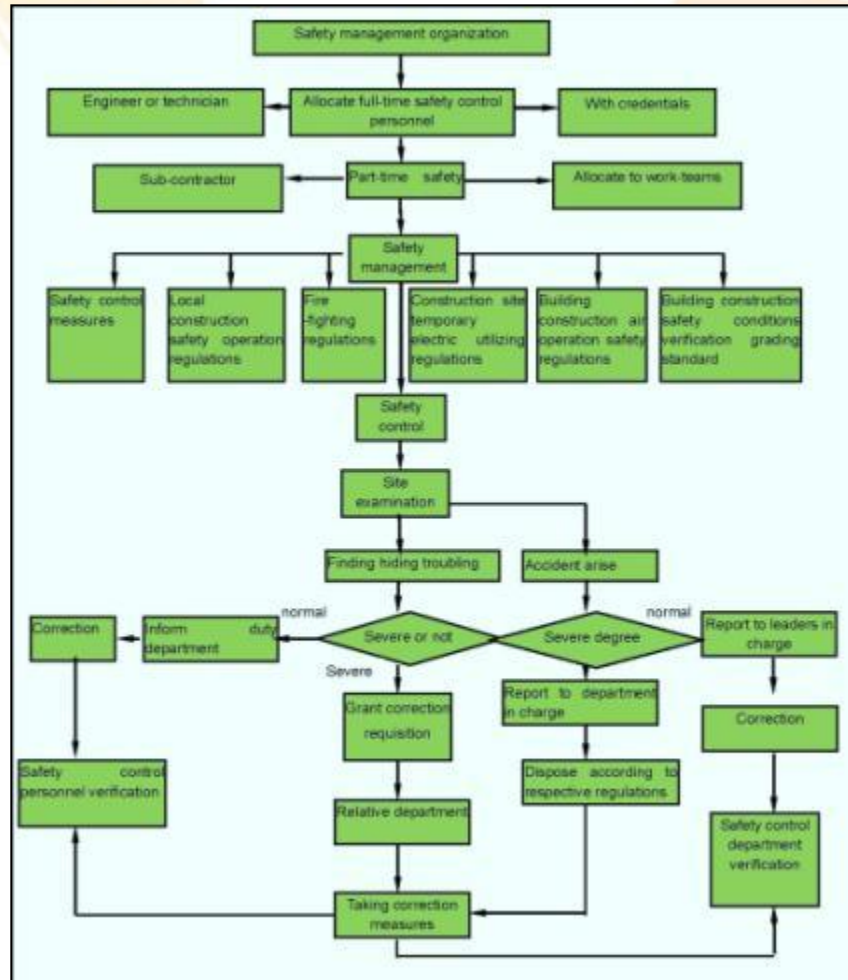 Safety management organization
Engineer or technician
Allocate full-time safety control
personnel
With credentials
Sub-contractor
Part-time safety
Allocate to work-teams
Safety
management
Safety control
measures
Local
construction
safety operation
regulations
Fire
-fighting
regulations
Construction site
temporary
electric utilizing
regulations
Building
construction air
operation safety
regulations
Building construction
safety conditions
verification grading
standard
Safety
control
Site
examination
Finding hiding troubling
Accident arise
normal
normal
Correction
Inform duty
department
Severe or not
Severe degree
Report to leaders in
charge
Severe
Grant correction
requisition
Report to department
in charge
Correction
Safety control
personnel verification
Dispose according to
respective regulations
Relative department
Safety control
department
verification
Taking correction
measures